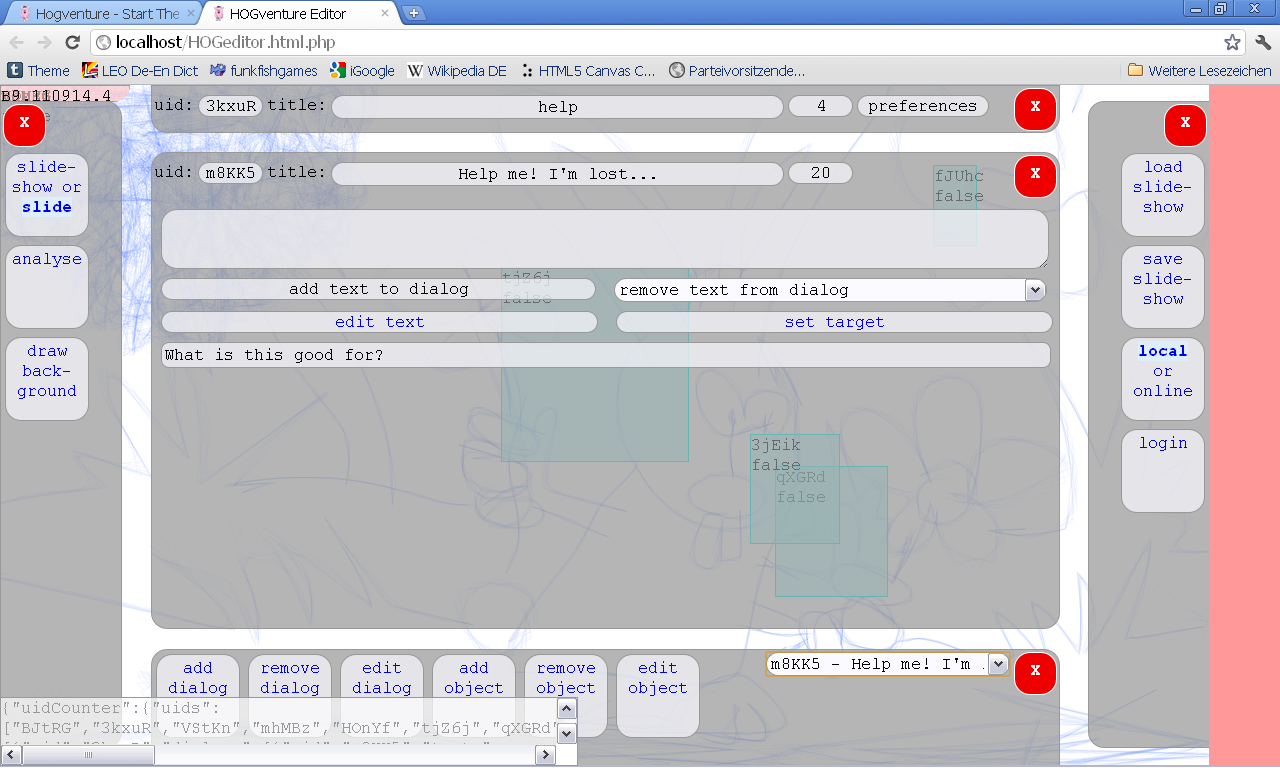 Hogventure - Start The
HOGventure Editor
localhost/HOGeditor.html.php
Theme
LEO De-En Dict
funkfishgames
iGoogle
Wikipedia DE
HTML5 Canvas C...
Parteivorsitzende...
Weitere Lesezeichen
uid: 3kxuR title: help 4 preferences
X
X
X
slide-
show or
slide
analyse
draw
back-
ground
uid: m8KK5 title: Help me! I'm lost... 20
X
fJUhc
false
tjZ6j
false
add text to dialog
remove text from dialog
edit text
set target
What is this good for?
3jEik
false
qXGRd
false
load
slide-
show
save
slide-
show
local
or
online
login
add
dialog
remove
dialog
edit
dialog
add
object
remove
object
edit
object
m8KK5 - Help me! I'm
X
{"uidCounter":{"uids":
["BJtRG","3kxuR","VStKn","mhMBz",
"tjZ6j","qXGRd"